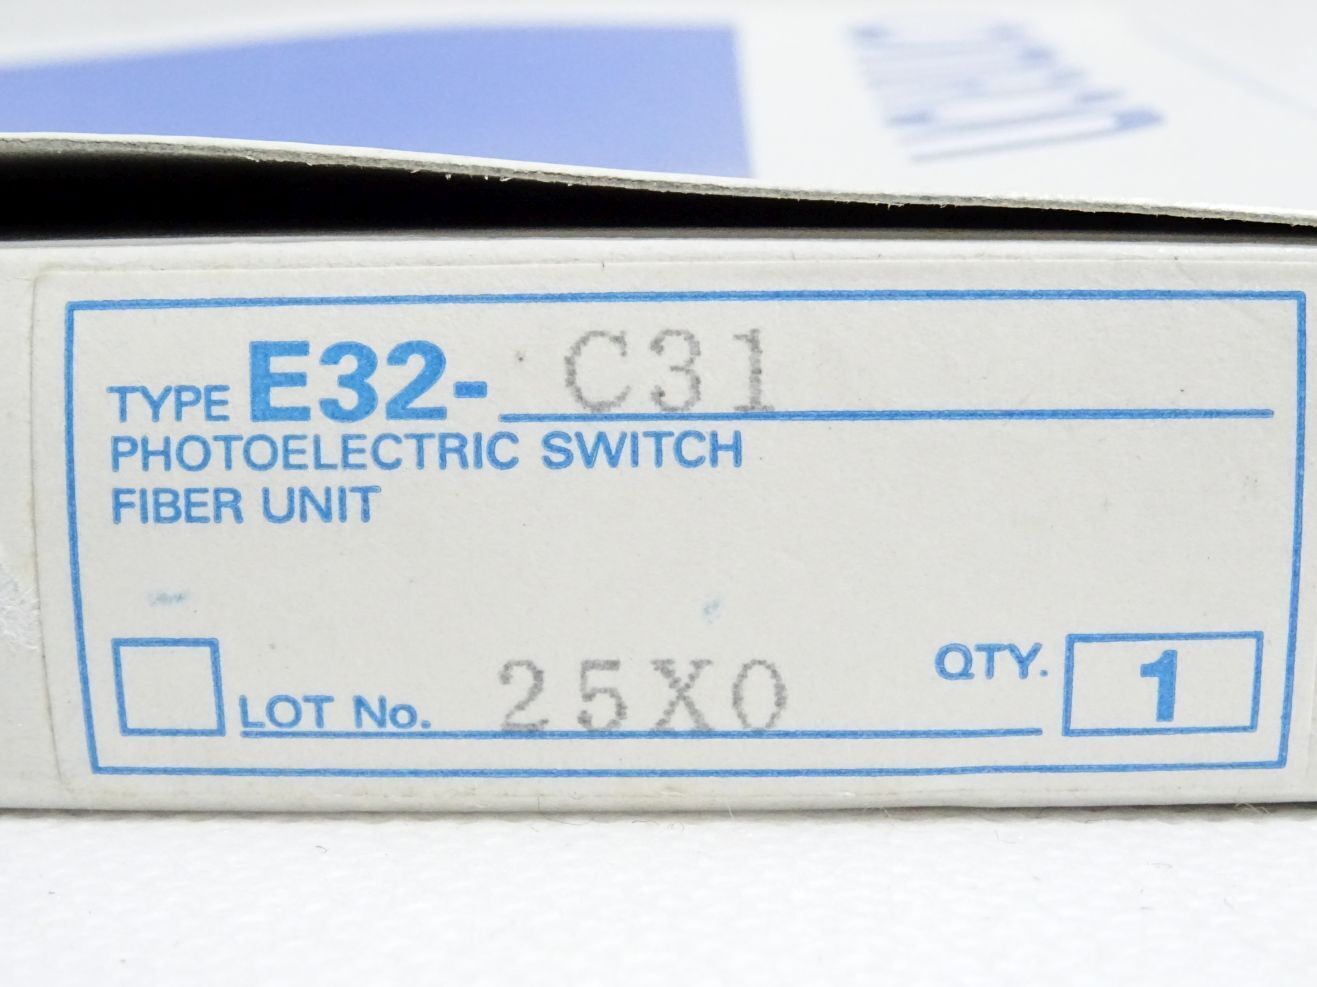 TYPE E32- C31
PHOTOELECTRIC SWITCH
FIBER UNIT
LOT No. 25X0 QTY. 1